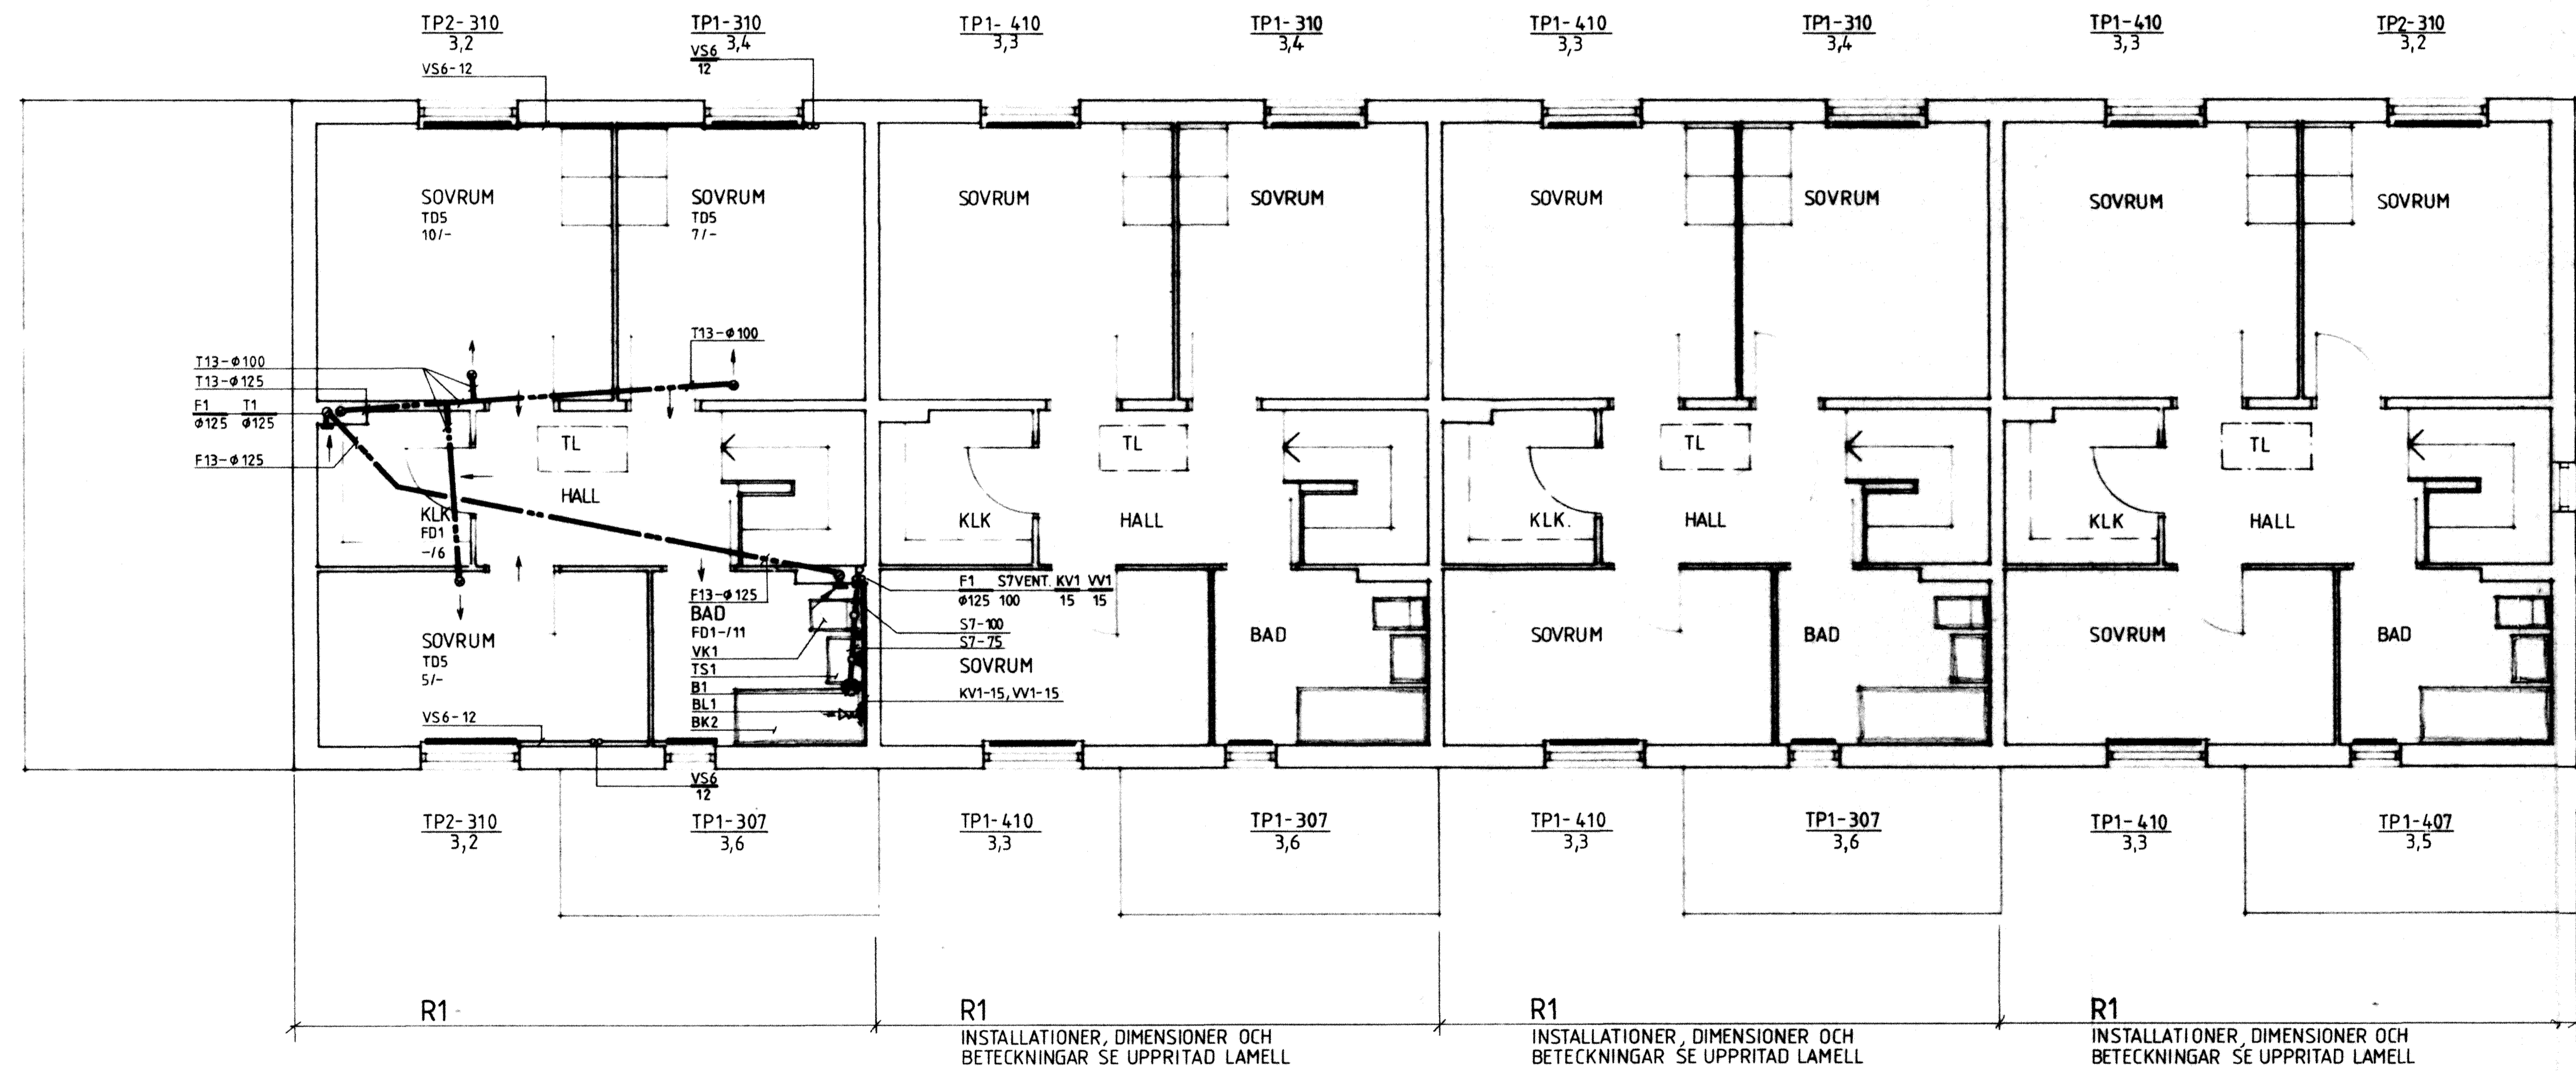 TP2-310
3,2
TP1-310
3,4
TP1-410
3,3
TP1-310
3,4
TP1-410
3,3
TP1-310
3,4
TP1-410
3,3
TP2-310
3,2
VS6-12
VS6
12
SOVRUM
TD5
10/-
SOVRUM
TD5
7/-
SOVRUM
SOVRUM
SOVRUM
SOVRUM
SOVRUM
SOVRUM
T13-ϕ100
T13-ϕ100
T13-ϕ125
F1 T1
ϕ125 ϕ125
F13-ϕ125
TL
HALL
KLK
FD1
-/6
TL
KLK
HALL
TL
KLK.
HALL
TL
KLK
HALL
SOVRUM
TD5
5/-
VS6-12
F13-ϕ125
BAD
FD1-/11
VK1
TS1
B1
BL1
BK2
VS6
12
F1 S7VENT. KV1 VV1
ϕ125 100 15 15
S7-100
S7-75
SOVRUM
KV1-15, VV1-15
BAD
SOVRUM
BAD
SOVRUM
BAD
TP2-310
3,2
TP1-307
3,6
TP1-410
3,3
TP1-307
3,6
TP1-410
3,3
TP1-307
3,6
TP1-410
3,3
TP1-407
3,5
R1
R1
INSTALLATIONER, DIMENSIONER OCH
BETECKNINGAR SE UPPRITAD LAMELL
R1
INSTALLATIONER, DIMENSIONER OCH
BETECKNINGAR SE UPPRITAD LAMELL
R1
INSTALLATIONER, DIMENSIONER OCH
BETECKNINGAR SE UPPRITAD LAMELL